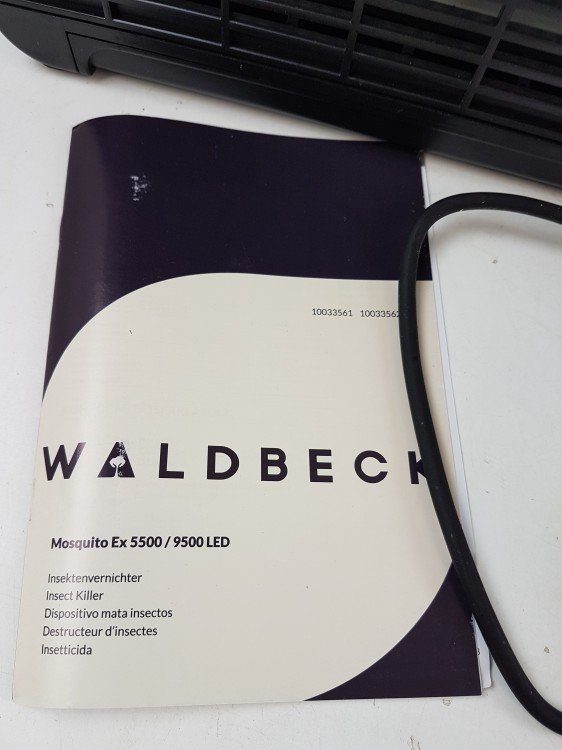 10033561 10033562
WALDBECK
Mosquito Ex 5500 / 9500 LED
Insektenvernichter
Insect Killer
Dispositivo mata insectos
Destructeur d'insectes
Insetticida